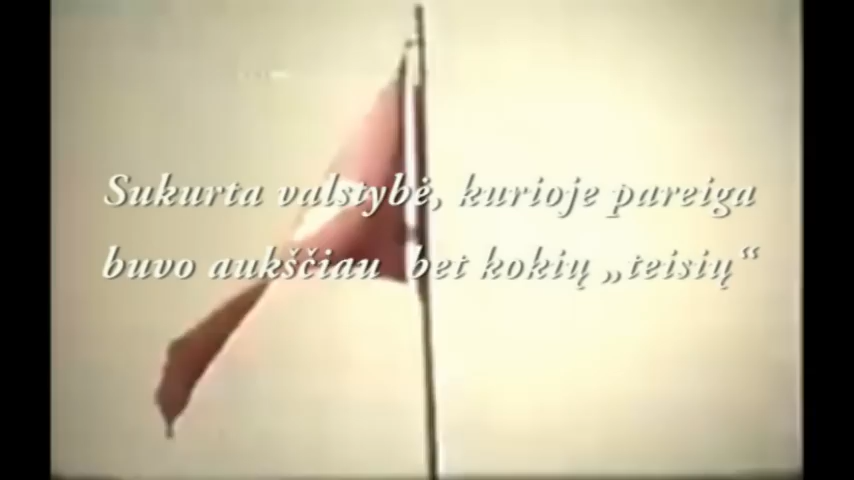 Sukurta valstybė, kurioje pareiga
buvo aukščiau bet kokių „teisių“